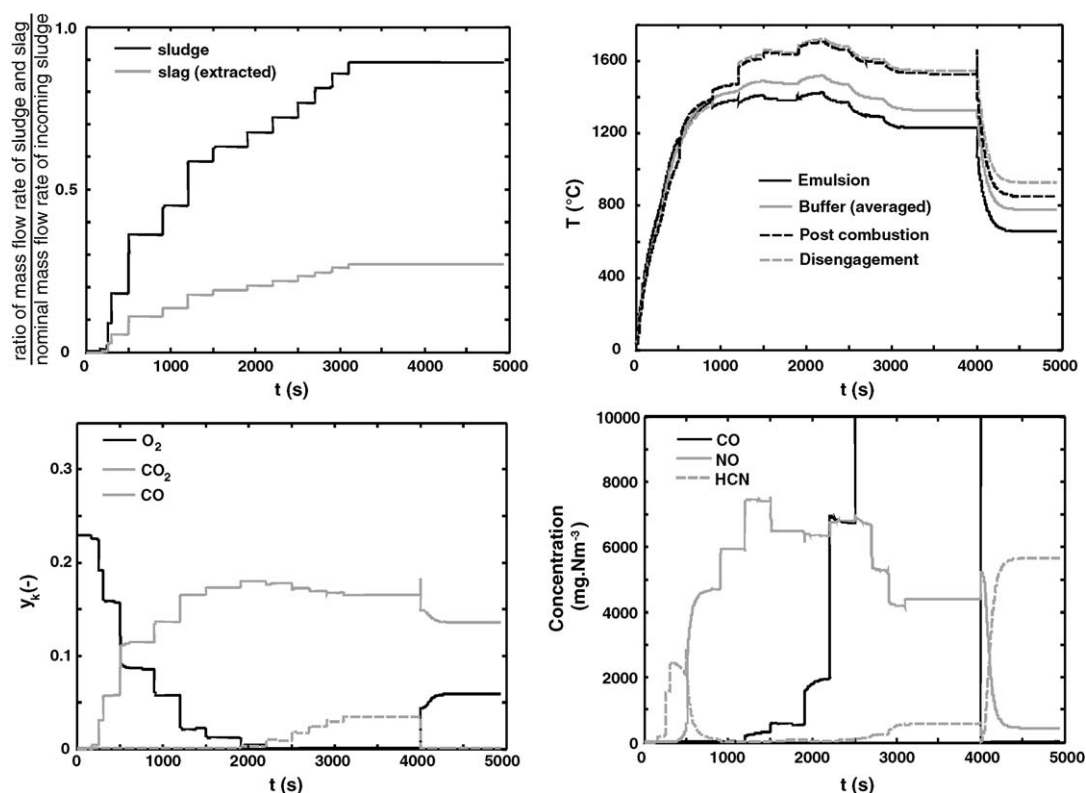 ratio of mass flow rate of sludge and slag
nominal mass flow rate of incoming sludge
1.0
0.5
0
sludge
slag (extracted)
0 1000 2000 3000 4000 5000
t (s)
T (°C)
1600
1200
800
400
0
Emulsion
Buffer (averaged)
Post combustion
Disengagement
0 1000 2000 3000 4000 5000
t (s)
yk(-)
0.3
0.2
0.1
0
O2
CO2
CO
0 1000 2000 3000 4000 5000
t (s)
Concentration
(mg.Nm-3)
10000
8000
6000
4000
2000
0
CO
NO
HCN
0 1000 2000 3000 4000 5000
t (s)